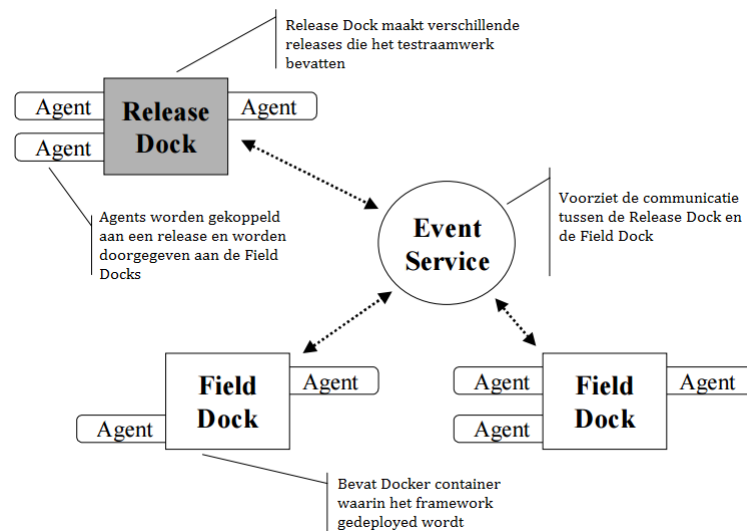 Release Dock maakt verschillende
releases die het testraamwerk
bevatten
Agent
Release
Dock
Agent
Agent
Agents worden gekoppeld
aan een release en worden
doorgegeven aan de Field
Docks
Event
Service
Voorziet de communicatie
tussen de Release Dock en
de Field Dock
Field
Dock
Agent
Agent
Agent
Field
Dock
Agent
Agent
Bevat Docker container
waarin het framework
gedeployed wordt